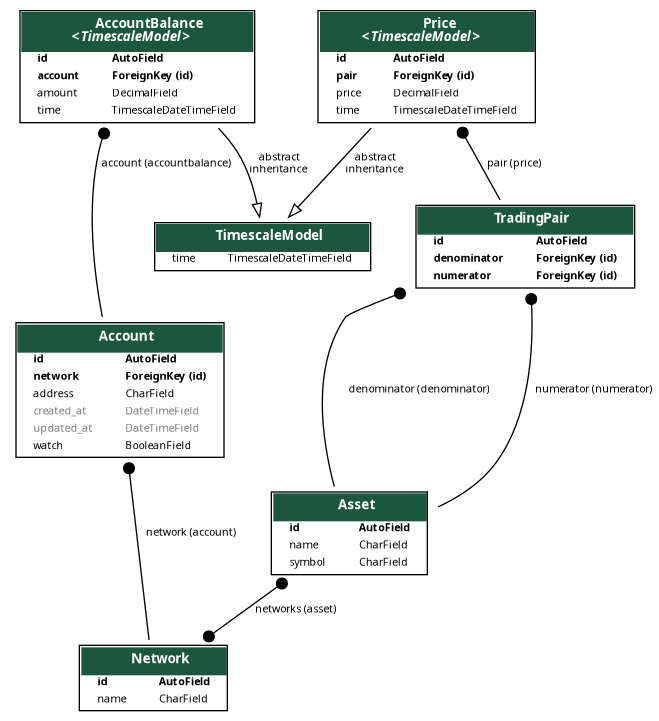 AccountBalance
<TimescaleModel>
id AutoField
account ForeignKey (id)
amount DecimalField
time TimescaleDateTimeField
Price
<TimescaleModel>
id AutoField
pair ForeignKey (id)
price DecimalField
time TimescaleDateTimeField
account (accountbalance)
abstract
inheritance
abstract
inheritance
pair (price)
TimescaleModel
time TimescaleDateTimeField
TradingPair
id AutoField
denominator ForeignKey (id)
numerator ForeignKey (id)
Account
id AutoField
network ForeignKey (id)
address CharField
created_at DateTimeField
updated_at DateTimeField
watch BooleanField
denominator (denominator)
numerator (numerator)
Asset
id AutoField
name CharField
symbol CharField
network (account)
networks (asset)
Network
id AutoField
name CharField